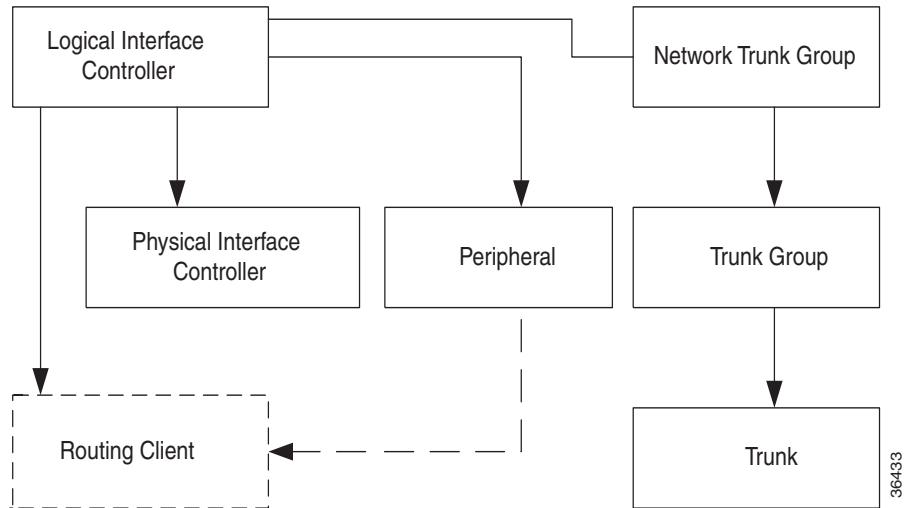 Logical Interface
Controller
Network Trunk Group
Physical Interface
Controller
Peripheral
Trunk Group
Routing Client
Trunk
36433